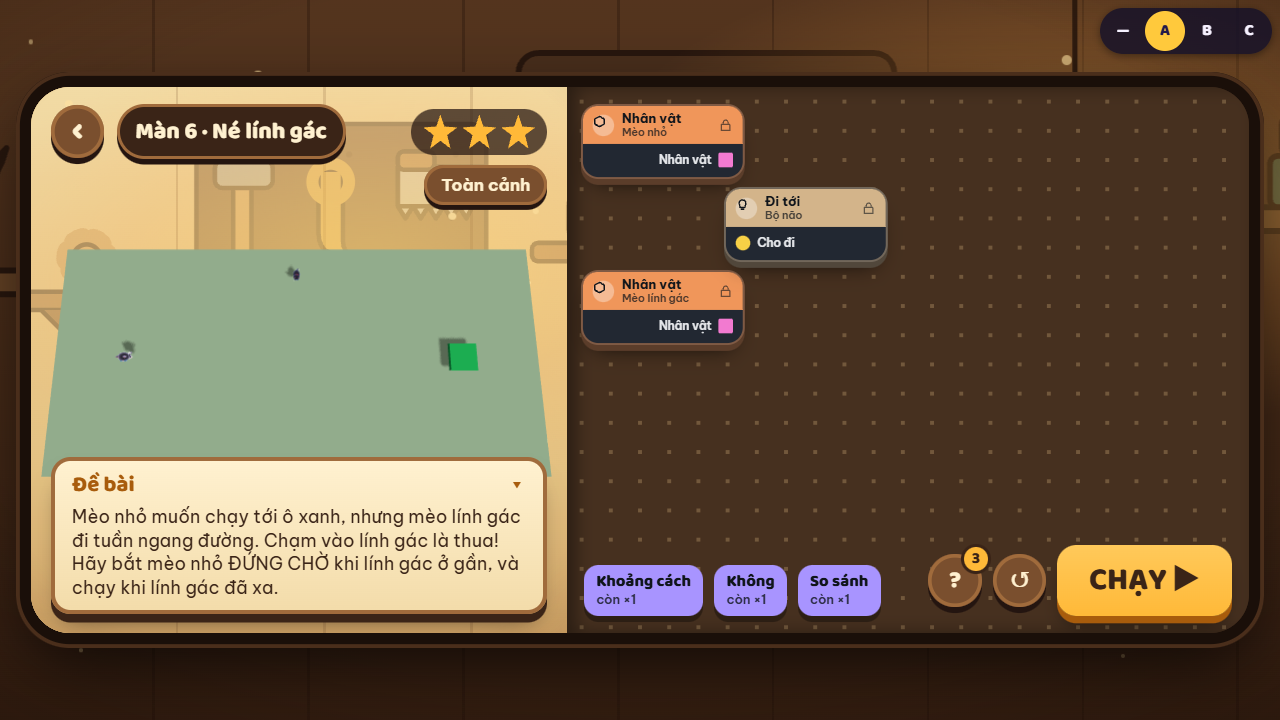 A
B
C
Màn 6 • Né lính gác
Toàn cảnh
Đề bài
Mèo nhỏ muốn chạy tới ô xanh, nhưng mèo lính gác
đi tuần ngang đường. Chạm vào lính gác là thua!
Hãy bắt mèo nhỏ ĐỨNG CHỜ khi lính gác ở gần, và
chạy khi lính gác đã xa.
Nhân vật
Mèo nhỏ
Nhân vật
Đi tới
Bộ não
Cho đi
Nhân vật
Mèo lính gác
Nhân vật
Khoảng cách
còn ×1
Không
còn ×1
So sánh
còn ×1
?
3
CHẠY